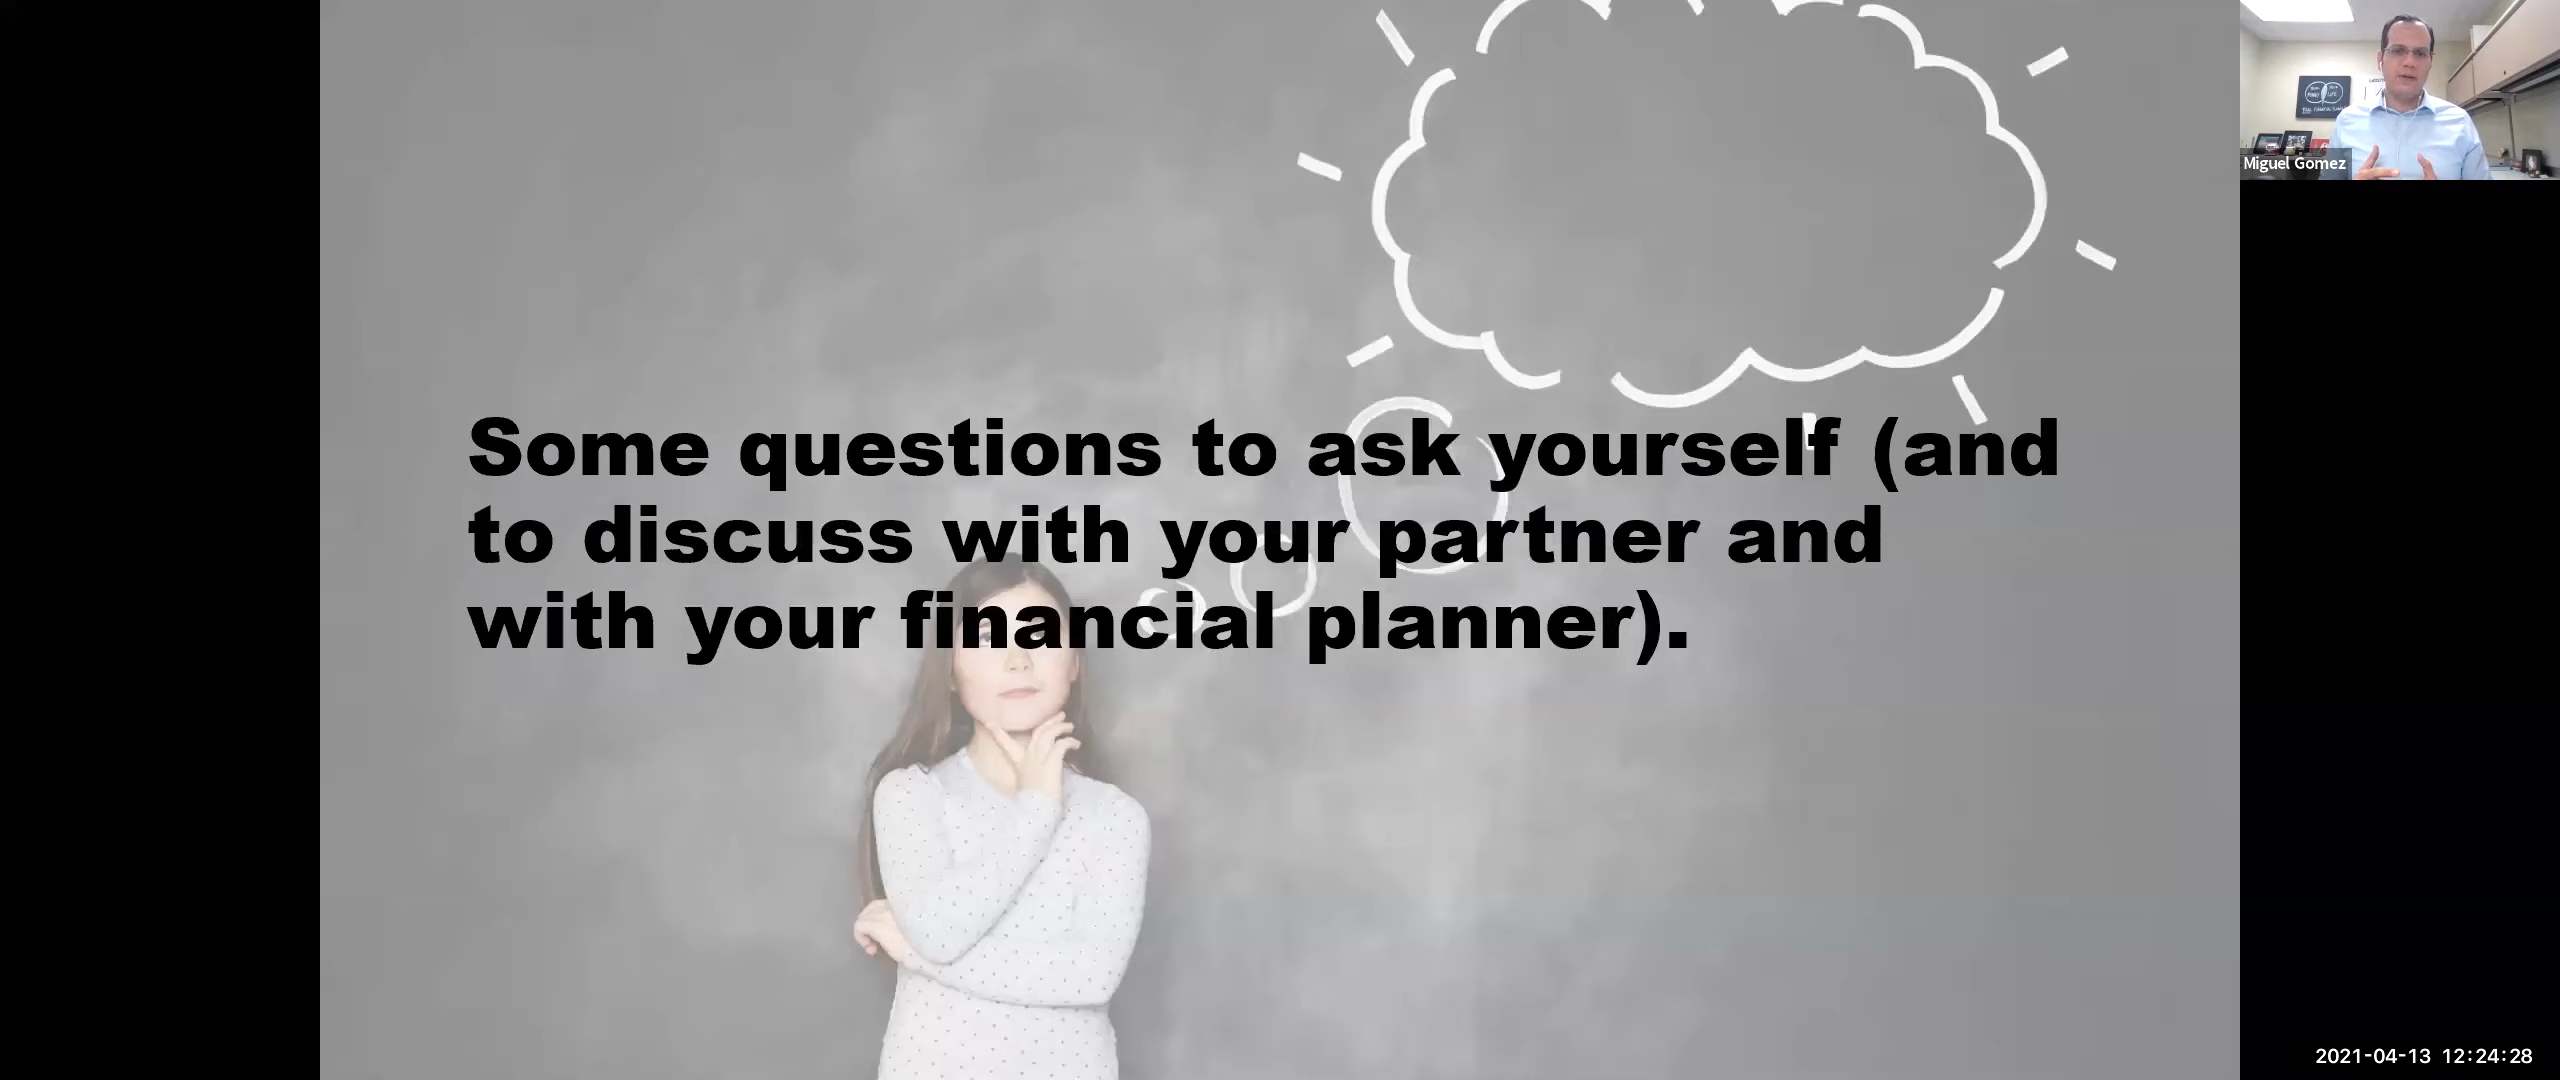 Some questions to ask yourself (and
to discuss with your partner and
with your financial planner).
Miguel Gomez
2021-04-13 12:24:28